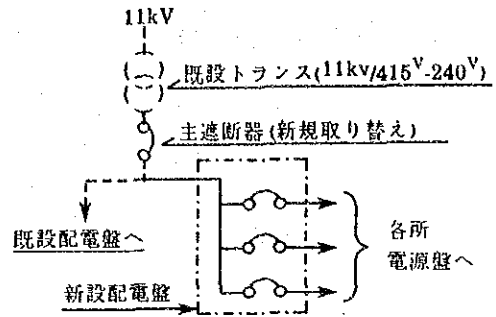 11kV
既設トランス(11kv/415V-240V)
主遮断器(新規取り替え)
既設配電盤へ
各所
電源盤へ
新設配電盤